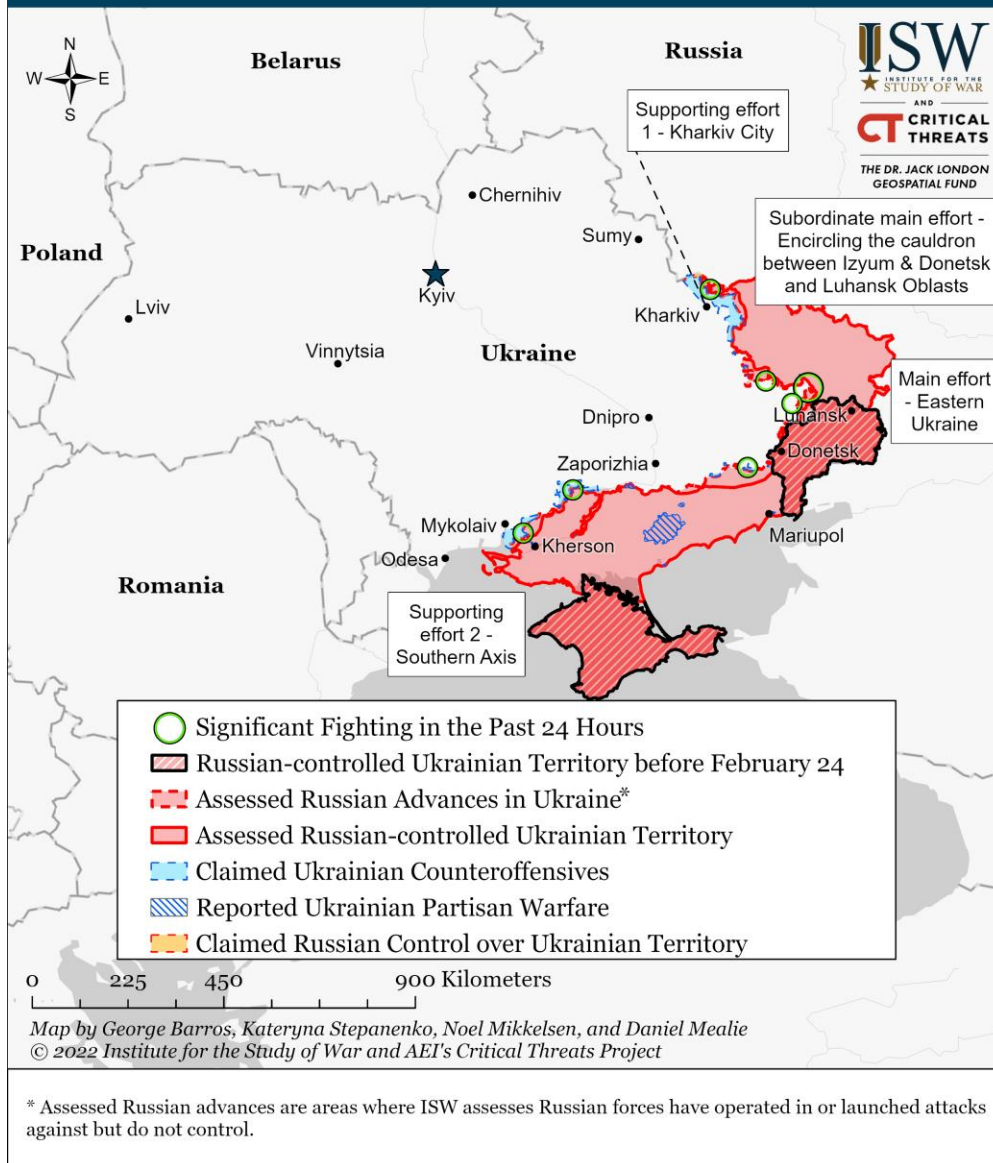 N
W
E
S
Belarus
Russia
ISW
INSTITUTE FOR THE
STUDY OF WAR
AND
CT CRITICAL
THREATS
THE DR. JACK LONDON
GEOSPATIAL FUND
Supporting effort
1 - Kharkiv City
Chernihiv
Subordinate main effort -
Encircling the cauldron
between Izyum & Donetsk
and Luhansk Oblasts
Sumy
Poland
Kyiv
Lviv
Kharkiv
Vinnytsia
Ukraine
Main effort
- Eastern
Ukraine
Dnipro
Luhansk
Donetsk
Zaporizhia
Mykolaiv
Mariupol
Kherson
Odesa
Romania
Supporting
effort 2 -
Southern Axis
Significant Fighting in the Past 24 Hours
Russian-controlled Ukrainian Territory before February 24
Assessed Russian Advances in Ukraine*
Assessed Russian-controlled Ukrainian Territory
Claimed Ukrainian Counteroffensives
Reported Ukrainian Partisan Warfare
Claimed Russian Control over Ukrainian Territory
0 225 450 900 Kilometers
Map by George Barros, Kateryna Stepanenko, Noel Mikkelsen, and Daniel Mealie
© 2022 Institute for the Study of War and AEI's Critical Threats Project
* Assessed Russian advances are areas where ISW assesses Russian forces have operated in or launched attacks
against but do not control.